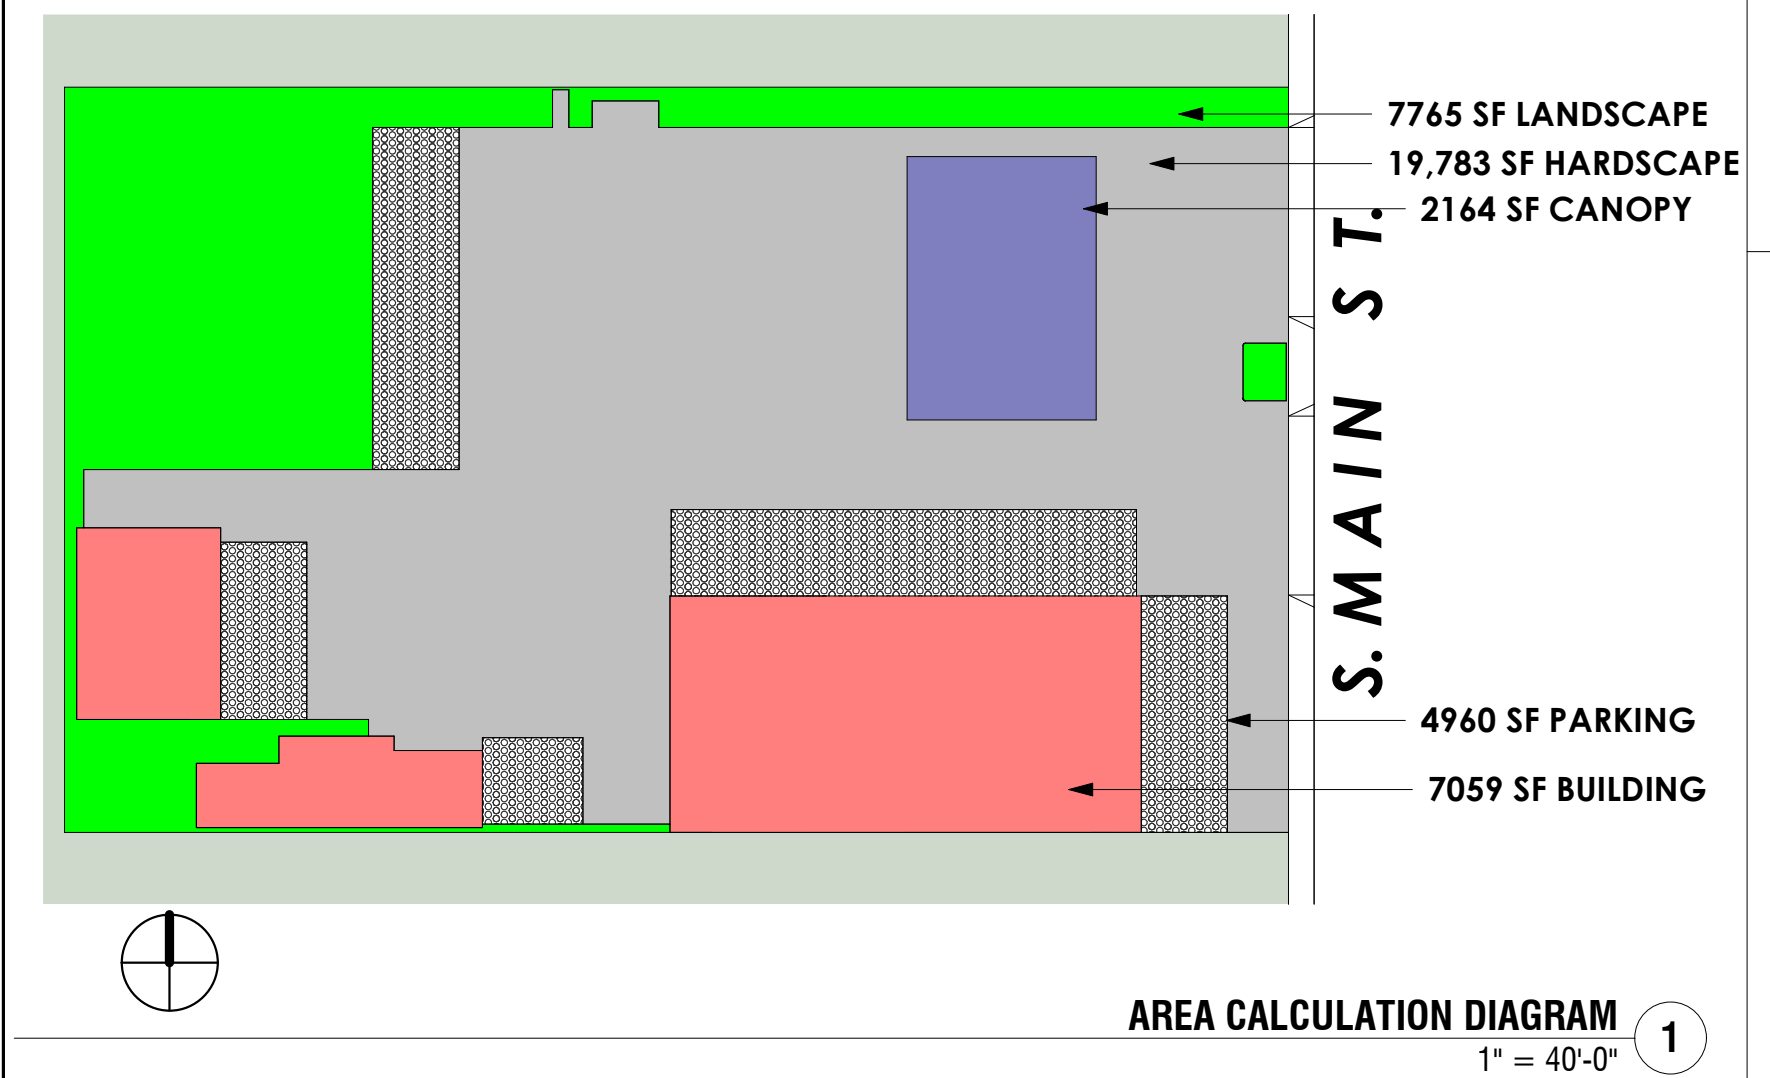 7765 SF LANDSCAPE
19,783 SF HARDSCAPE
2164 SF CANOPY
S. MAIN ST.
4960 SF PARKING
7059 SF BUILDING
AREA CALCULATION DIAGRAM
1
1" = 40'-0"